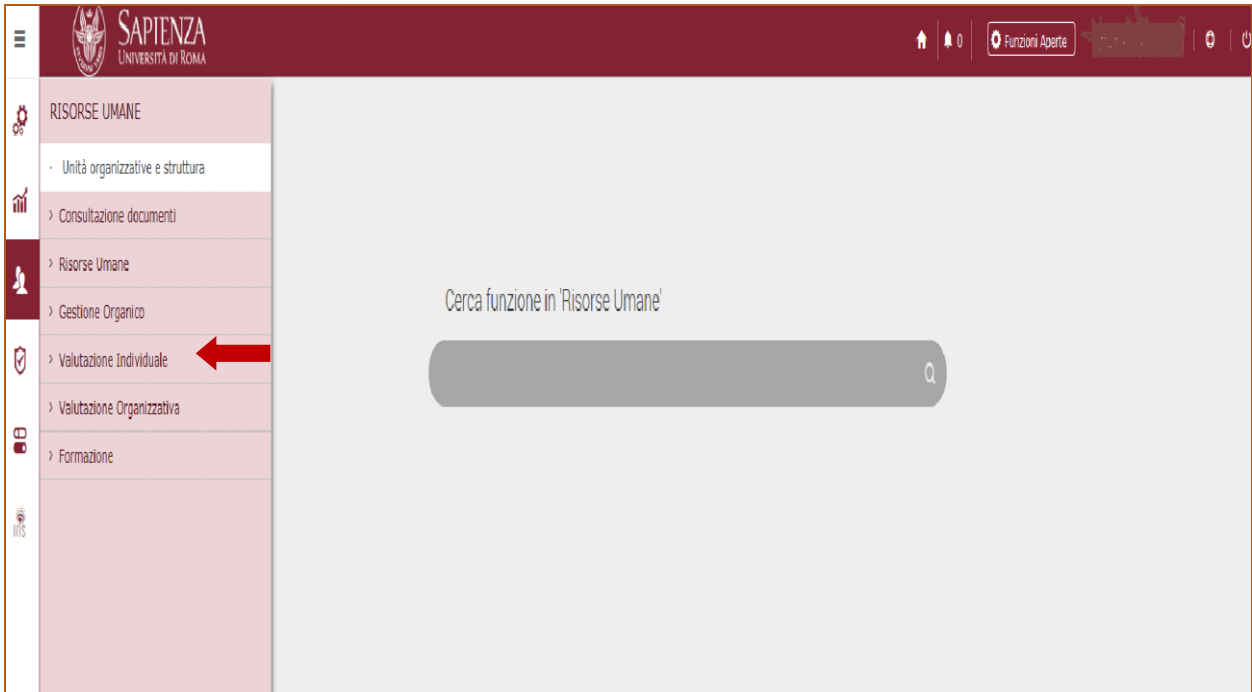 SAPIENZA
UNIVERSITÀ DI ROMA
0
Funzioni Aperte
RISORSE UMANE
· Unità organizzative e struttura
> Consultazione documenti
> Risorse Umane
> Gestione Organico
> Valutazione Individuale
> Valutazione Organizzativa
> Formazione
Cerca funzione in 'Risorse Umane'
IRIS